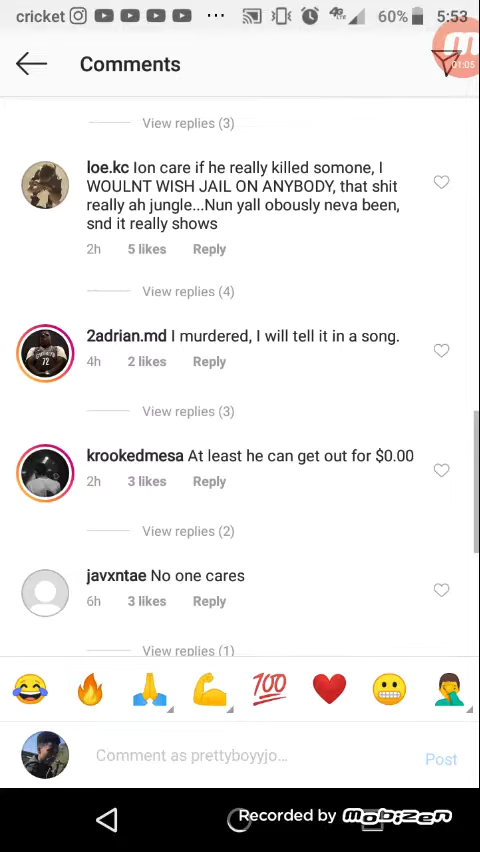 cricket 60% 5:53
01:05
Comments
View replies (3)
loe.kc Ion care if he really killed somone, I
WOULNT WISH JAIL ON ANYBODY, that shit
really ah jungle...Nun yall obously neva been,
snd it really shows
2h 5 likes Reply
View replies (4)
2adrian.md I murdered, I will tell it in a song.
4h 2 likes Reply
View replies (3)
krookedmesa At least he can get out for $0.00
2h 3 likes Reply
View replies (2)
javxntae No one cares
6h 3 likes Reply
View replies (1)
Comment as prettyboyyjo... Post
Recorded by Mobizen